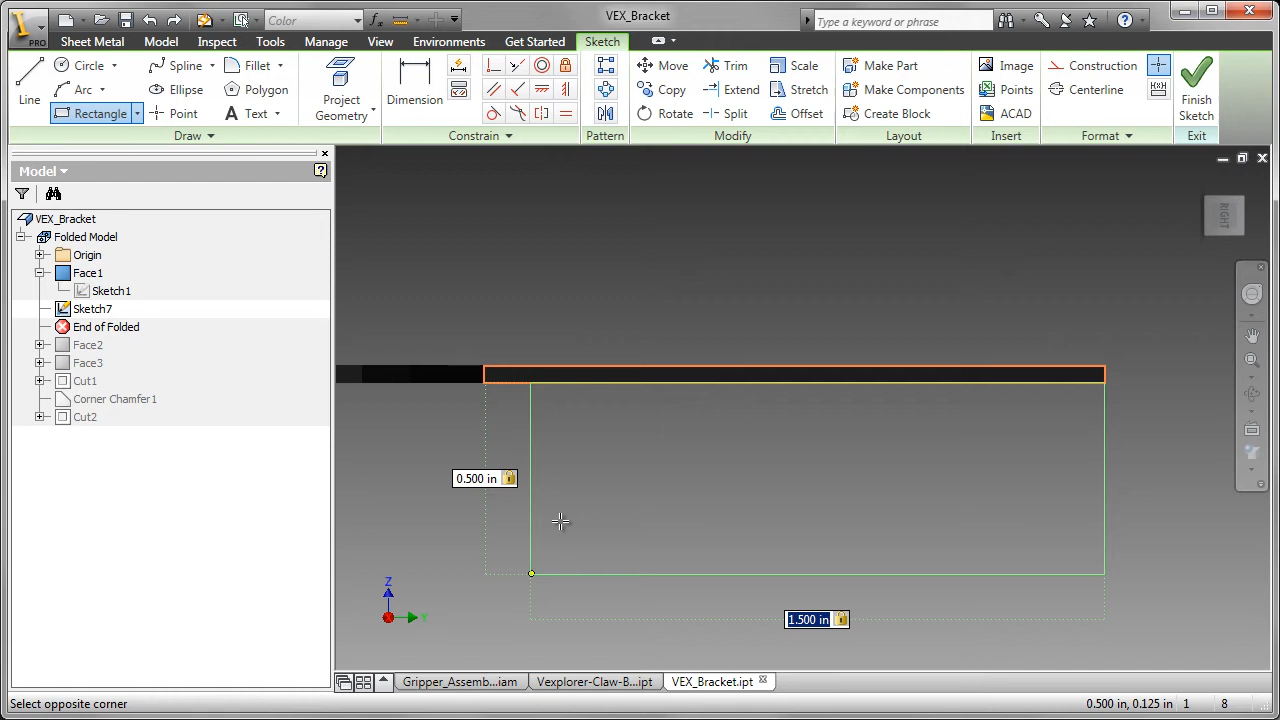 PRO
Color
VEX_Bracket
Type a keyword or phrase
Sheet Metal
Model
Inspect
Tools
Manage
View
Environments
Get Started
Sketch
Line
Circle
Arc
Rectangle
Spline
Ellipse
Point
Fillet
Polygon
Text
Draw
Project
Geometry
Dimension
Constrain
Pattern
Move
Copy
Rotate
Trim
Extend
Split
Scale
Stretch
Offset
Modify
Make Part
Make Components
Create Block
Layout
Image
Points
ACAD
Insert
Construction
Centerline
Format
Finish
Sketch
Exit
Model
VEX_Bracket
Folded Model
Origin
Face1
Sketch1
Sketch7
End of Folded
Face2
Face3
Cut1
Corner Chamfer1
Cut2
RIGHT
0.500 in
1.500 in
Z
Y
Gripper_Assemb...iam
Vexplorer-Claw-B...ipt
VEX_Bracket.ipt
Select opposite corner
0.500 in, 0.125 in
1
8